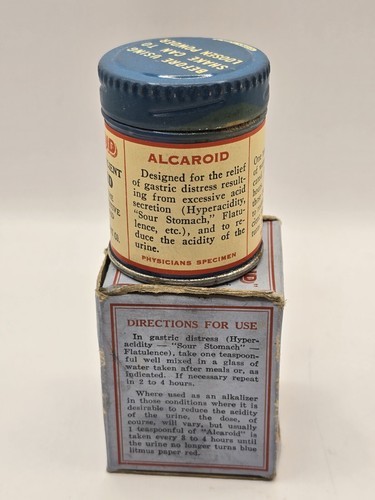 BEFORE USING
SHAKE CAN TO
LOOSEN POWDER
ALCAROID
Designed for the relief
of gastric distress result-
ing from excessive acid
secretion (Hyperacidity,
"Sour Stomach," Flatu-
lence, etc.), and to re-
duce the acidity of the
urine.
PHYSICIANS SPECIMEN
DIRECTIONS FOR USE
In gastric distress (Hyper-
acidity — "Sour Stomach" —
Flatulence), take one teaspoon-
ful well mixed in a glass of
water taken after meals or, as
indicated. If necessary repeat
in 2 to 4 hours.
Where used as an alkalizer
in those conditions where it is
desirable to reduce the acidity
of the urine, the dose, of
course, will vary, but usually
1 teaspoonful of "Alcaroid" is
taken every 3 to 4 hours until
the urine no longer turns blue
litmus paper red.